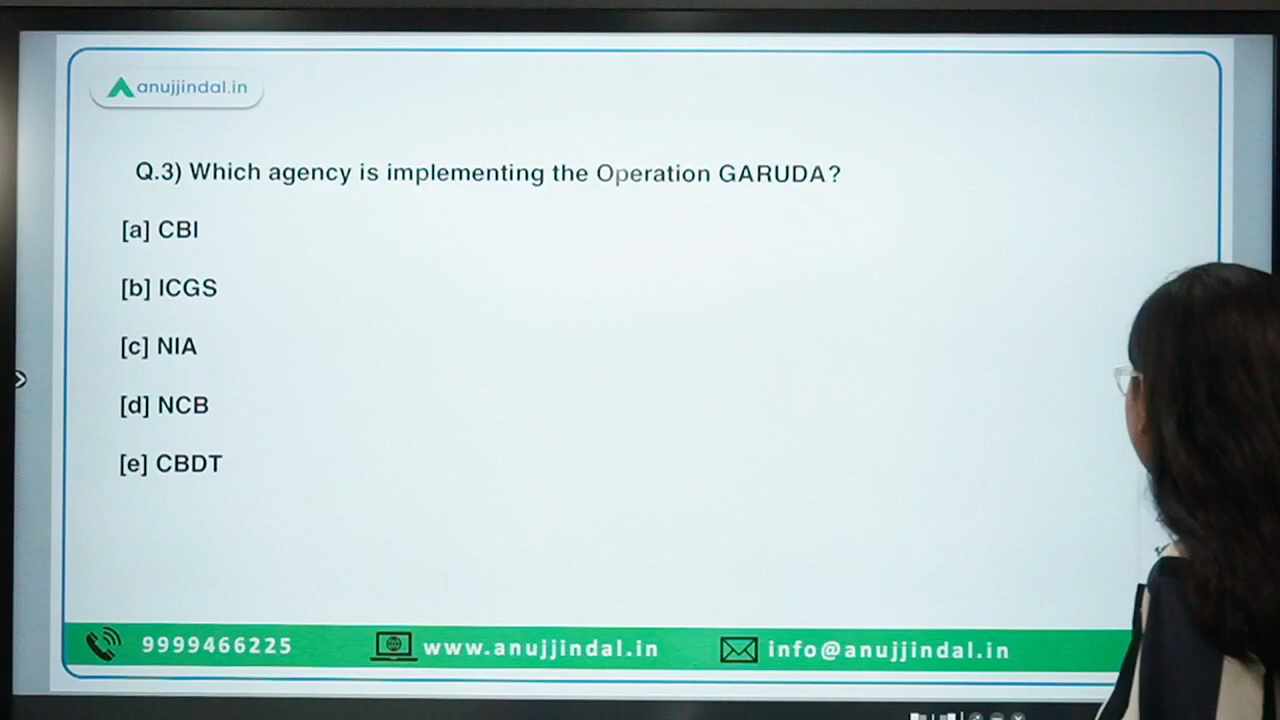 anujjindal.in
Q.3) Which agency is implementing the Operation GARUDA?
[a] CBI
[b] ICGS
[c] NIA
[d] NCB
[e] CBDT
9999466225 www.anujjindal.in info@anujjindal.in